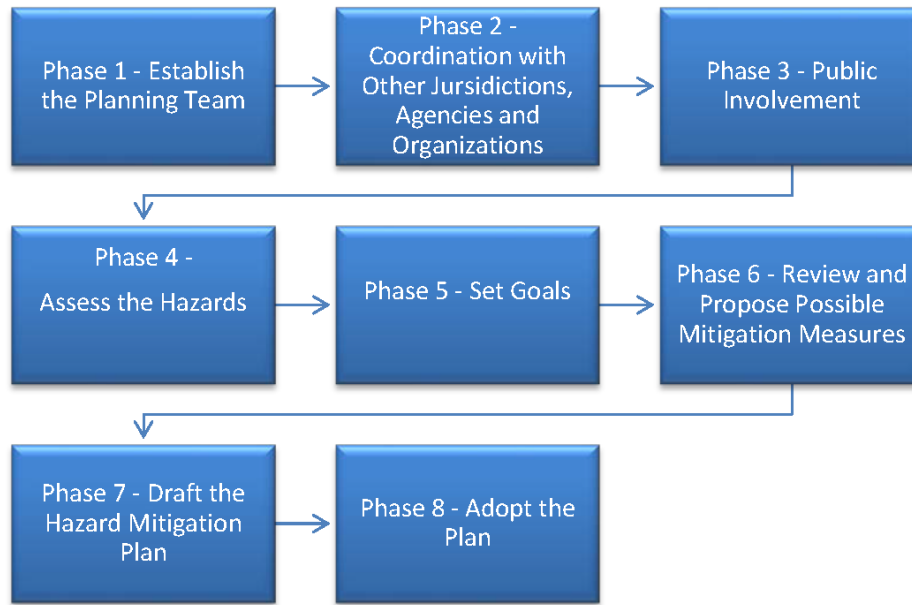 Phase 1 - Establish
the Planning Team
Phase 2 -
Coordination with
Other Jursidictions,
Agencies and
Organizations
Phase 3 - Public
Involvement
Phase 4 -
Assess the Hazards
Phase 5 - Set Goals
Phase 6 - Review and
Propose Possible
Mitigation Measures
Phase 7 - Draft the
Hazard Mitigation
Plan
Phase 8 - Adopt the
Plan